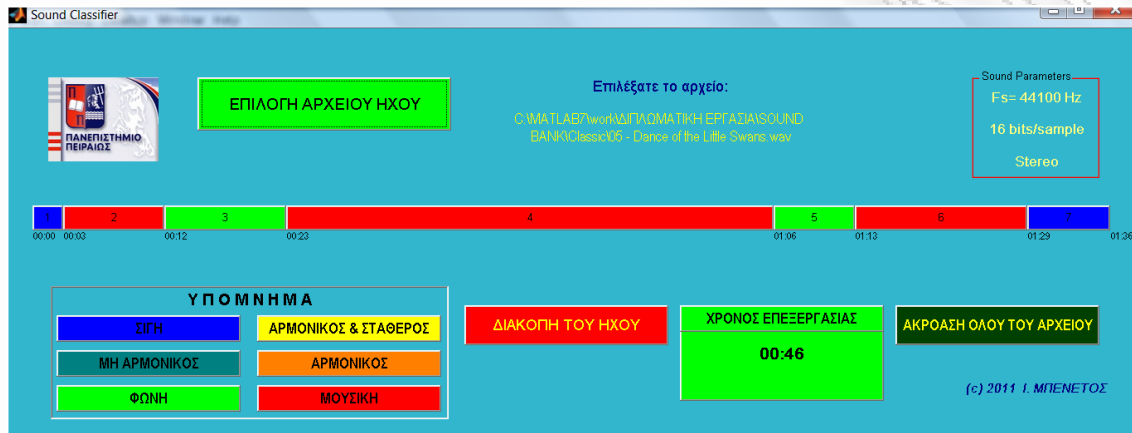 Sound Classifier
ΠΑΝΕΠΙΣΤΗΜΙΟ
ΠΕΙΡΑΙΩΣ
ΕΠΙΛΟΓΗ ΑΡΧΕΙΟΥ ΗΧΟΥ
Επιλέξατε το αρχείο:
C:\MATLAB7\work\ΔΙΠΛΩΜΑΤΙΚΗ ΕΡΓΑΣΙΑ\SOUND
BANK\Classic\05 - Dance of the Little Swans.wav
Sound Parameters
Fs= 44100 Hz
16 bits/sample
Stereo
1 2 3 4 5 6 7
00:00 00:03 00:12 00:23 01:06 01:13 01:29 01:36
ΥΠΟΜΝΗΜΑ
ΣΙΓΗ ΑΡΜΟΝΙΚΟΣ & ΣΤΑΘΕΡΟΣ
ΜΗ ΑΡΜΟΝΙΚΟΣ ΑΡΜΟΝΙΚΟΣ
ΦΩΝΗ ΜΟΥΣΙΚΗ
ΔΙΑΚΟΠΗ ΤΟΥ ΗΧΟΥ
ΧΡΟΝΟΣ ΕΠΕΞΕΡΓΑΣΙΑΣ
00:46
ΑΚΡΟΑΣΗ ΟΛΟΥ ΤΟΥ ΑΡΧΕΙΟΥ
(c) 2011 Ι. ΜΠΕΝΕΤΟΣ